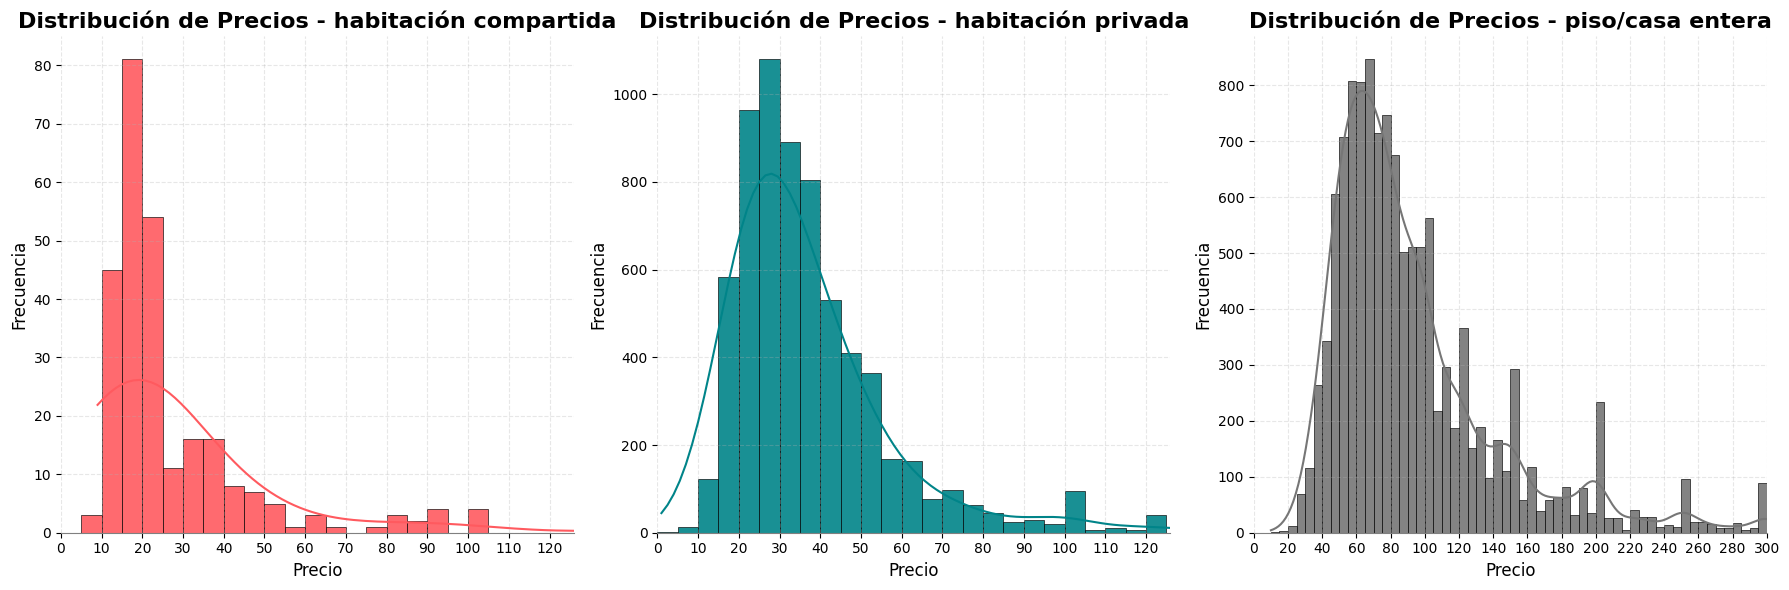 Distribución de Precios - habitación compartida
Frecuencia
80
70
60
50
40
30
20
10
0
0 10 20 30 40 50 60 70 80 90 100 110 120
Precio
Distribución de Precios - habitación privada
Frecuencia
1000
800
600
400
200
0
0 10 20 30 40 50 60 70 80 90 100 110 120
Precio
Distribución de Precios - piso/casa entera
Frecuencia
800
700
600
500
400
300
200
100
0
0 20 40 60 80 100 120 140 160 180 200 220 240 260 280 300
Precio